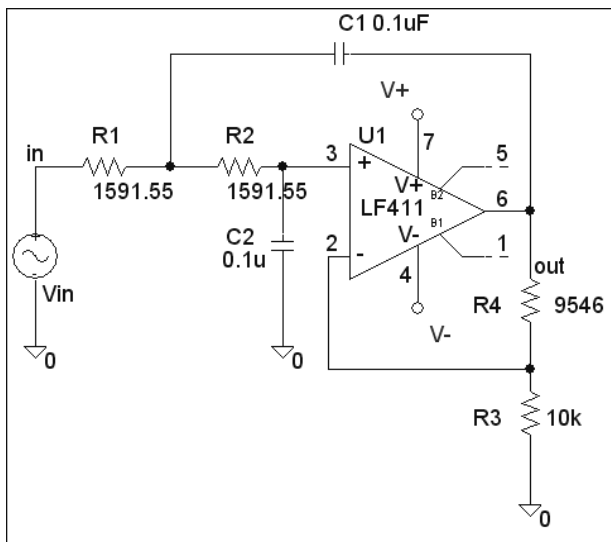 C1 0.1uF
V+
U1
in
R1
R2
3
7
5
1591.55
1591.55
+
V+
B2
6
LF411
C2
0.1u
2
-
V-
B1
1
4
out
Vin
+
-
V-
R4
9546
0
0
R3
10k
0